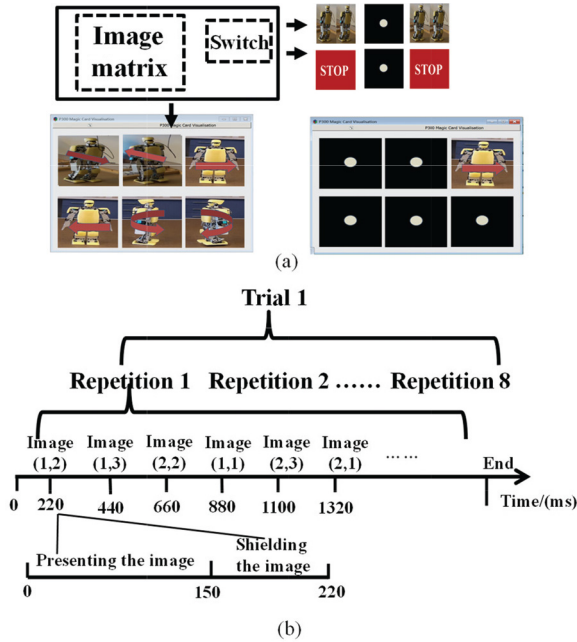 Image
matrix
Switch
STOP
STOP
P300 Magic Card Visualisation
P300 Magic Card Visualisation
(a)
Trial 1
Repetition 1 Repetition 2 …… Repetition 8
Image Image Image Image Image Image
(1,2) (1,3) (2,2) (1,1) (2,3) (2,1) …… End
0 220 440 660 880 1100 1320 Time/(ms)
Presenting the image
Shielding
the image
0 150 220
(b)